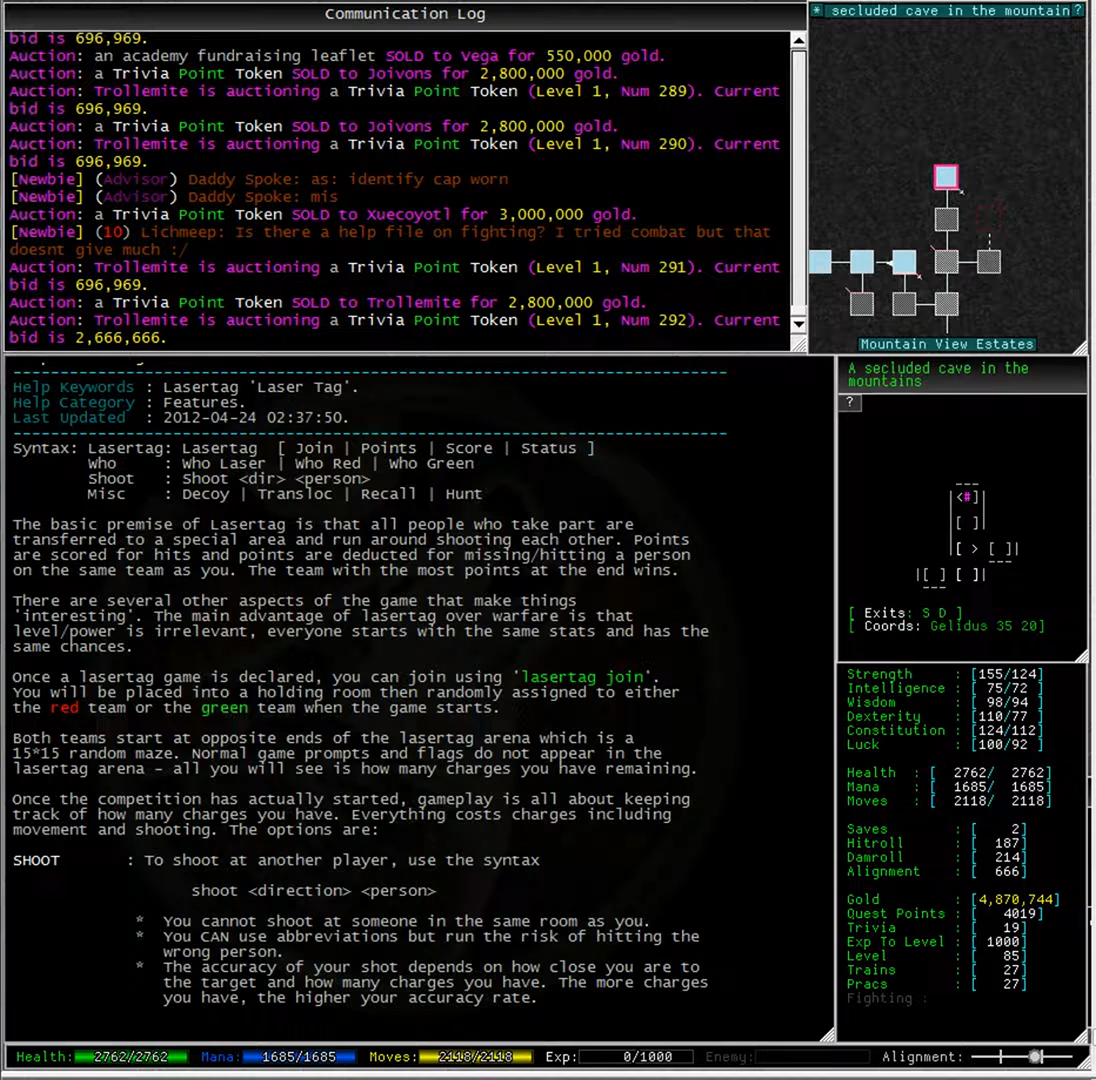 Communication Log
bid is 696,969.
Auction: an academy fundraising leaflet SOLD to Vega for 550,000 gold.
Auction: a Trivia Point Token SOLD to Joivons for 2,800,000 gold.
Auction: Trollemite is auctioning a Trivia Point Token (Level 1, Num 289). Current
bid is 696,969.
Auction: a Trivia Point Token SOLD to Joivons for 2,800,000 gold.
Auction: Trollemite is auctioning a Trivia Point Token (Level 1, Num 290). Current
bid is 696,969.
[Newbie] (Advisor) Daddy Spoke: as: identify cap worn
[Newbie] (Advisor) Daddy Spoke: mis
Auction: a Trivia Point Token SOLD to Xuecoyotl for 3,000,000 gold.
[Newbie] (10) Lichmeep: Is there a help file on fighting? I tried combat but that
doesnt give much :/
Auction: Trollemite is auctioning a Trivia Point Token (Level 1, Num 291). Current
bid is 696,969.
Auction: a Trivia Point Token SOLD to Trollemite for 2,800,000 gold.
Auction: Trollemite is auctioning a Trivia Point Token (Level 1, Num 292). Current
bid is 2,666,666.
* secluded cave in the mountain ?
Mountain View Estates
Help Keywords : Lasertag 'Laser Tag'.
Help Category : Features.
Last Updated : 2012-04-24 02:37:50.
Syntax: Lasertag: Lasertag [ Join | Points | Score | Status ]
Who : Who Laser | Who Red | Who Green
Shoot : Shoot <dir> <person>
Misc : Decoy | Transloc | Recall | Hunt
The basic premise of Lasertag is that all people who take part are
transferred to a special area and run around shooting each other. Points
are scored for hits and points are deducted for missing/hitting a person
on the same team as you. The team with the most points at the end wins.
There are several other aspects of the game that make things
'interesting'. The main advantage of lasertag over warfare is that
level/power is irrelevant, everyone starts with the same stats and has the
same chances.
Once a lasertag game is declared, you can join using 'lasertag join'.
You will be placed into a holding room then randomly assigned to either
the red team or the green team when the game starts.
Both teams start at opposite ends of the lasertag arena which is a
15*15 random maze. Normal game prompts and flags do not appear in the
lasertag arena - all you will see is how many charges you have remaining.
Once the competition has actually started, gameplay is all about keeping
track of how many charges you have. Everything costs charges including
movement and shooting. The options are:
SHOOT : To shoot at another player, use the syntax
shoot <direction> <person>
* You cannot shoot at someone in the same room as you.
* You CAN use abbreviations but run the risk of hitting the
wrong person.
* The accuracy of your shot depends on how close you are to
the target and how many charges you have. The more charges
you have, the higher your accuracy rate.
A secluded cave in the
mountains
?
---
|<#]|
|[ ]|
|[ > [ ]|
---
|[ ] [ ]|
---
[ Exits: S D ]
[ Coords: Gelidus 35 20]
Strength : [155/124]
Intelligence : [ 75/72 ]
Wisdom : [ 98/94 ]
Dexterity : [110/77 ]
Constitution : [124/112]
Luck : [100/92 ]
Health : [ 2762/ 2762]
Mana : [ 1685/ 1685]
Moves : [ 2118/ 2118]
Saves : [ 2]
Hitroll : [ 187]
Damroll : [ 214]
Alignment : [ 666]
Gold : [4,870,744]
Quest Points : [ 4019]
Trivia : [ 19]
Exp To Level : [ 1000]
Level : [ 85]
Trains : [ 27]
Pracs : [ 27]
Fighting :
Health: 2762/2762 Mana: 1685/1685 Moves: 2118/2118 Exp: 0/1000 Enemy: Alignment: